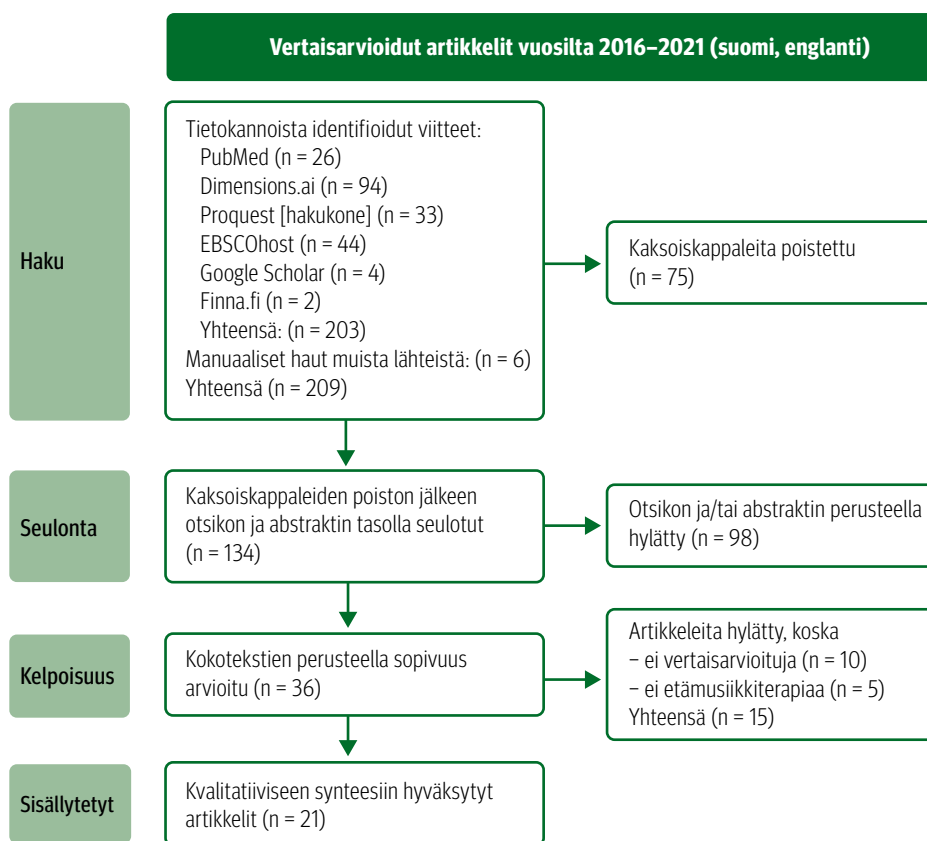 Vertaisarvioidut artikkelit vuosilta 2016–2021 (suomi, englanti)
Haku
Tietokannoista identifioidut viitteet:
PubMed (n = 26)
Dimensions.ai (n = 94)
Proquest [hakukone] (n = 33)
EBSCOhost (n = 44)
Google Scholar (n = 4)
Finna.fi (n = 2)
Yhteensä: (n = 203)
Manuaaliset haut muista lähteistä: (n = 6)
Yhteensä (n = 209)
Kaksoiskappaleita poistettu
(n = 75)
Seulonta
Kaksoiskappaleiden poiston jälkeen
otsikon ja abstraktin tasolla seulotut
(n = 134)
Otsikon ja/tai abstraktin perusteella
hylätty (n = 98)
Kelpoisuus
Kokotekstien perusteella sopivuus
arvioitu (n = 36)
Artikkeleita hylätty, koska
– ei vertaisarvioituja (n = 10)
– ei etämusiikkiterapiaa (n = 5)
Yhteensä (n = 15)
Sisällytetyt
Kvalitatiiviseen synteesiin hyväksytyt
artikkelit (n = 21)